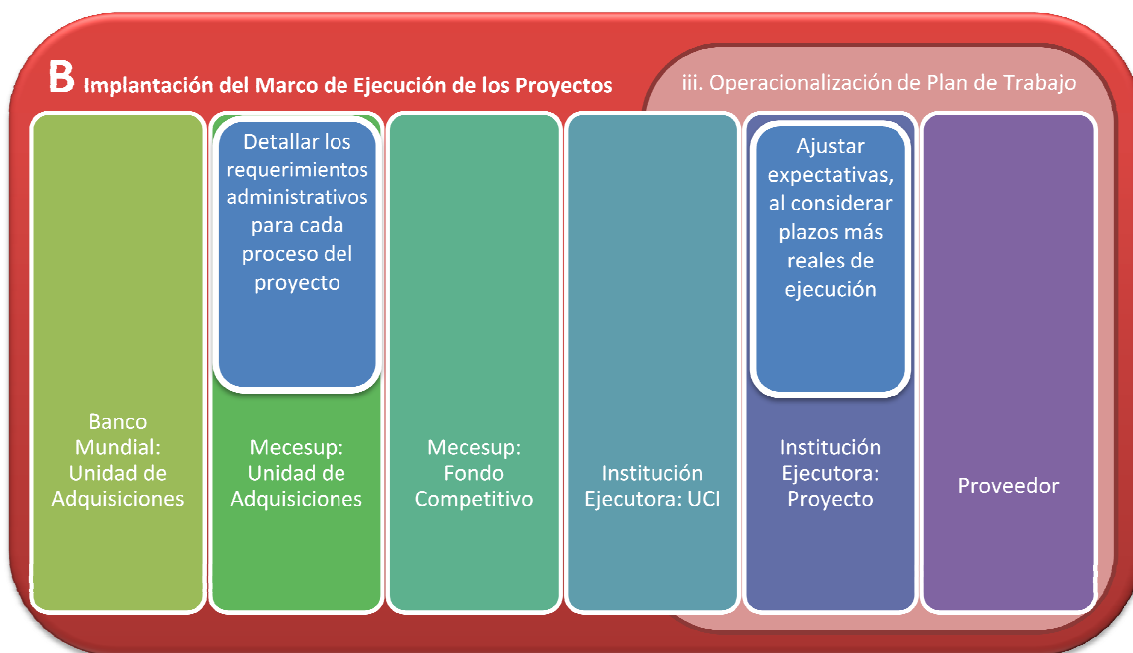 B Implantación del Marco de Ejecución de los Proyectos
iii. Operacionalización de Plan de Trabajo
Detallar los
requerimientos
administrativos
para cada
proceso del
proyecto
Ajustar
expectativas,
al considerar
plazos más
reales de
ejecución
Banco
Mundial:
Unidad de
Adquisiciones
Mecesup:
Unidad de
Adquisiciones
Mecesup:
Fondo
Competitivo
Institución
Ejecutora: UCI
Institución
Ejecutora:
Proyecto
Proveedor